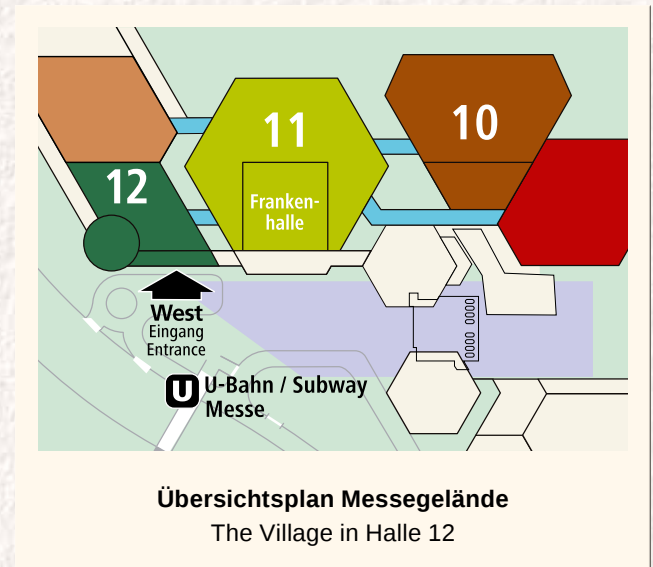 11
10
12
Franken-
halle
West
Eingang
Entrance
U
U-Bahn / Subway
Messe
Übersichtsplan Messegelände
The Village in Halle 12